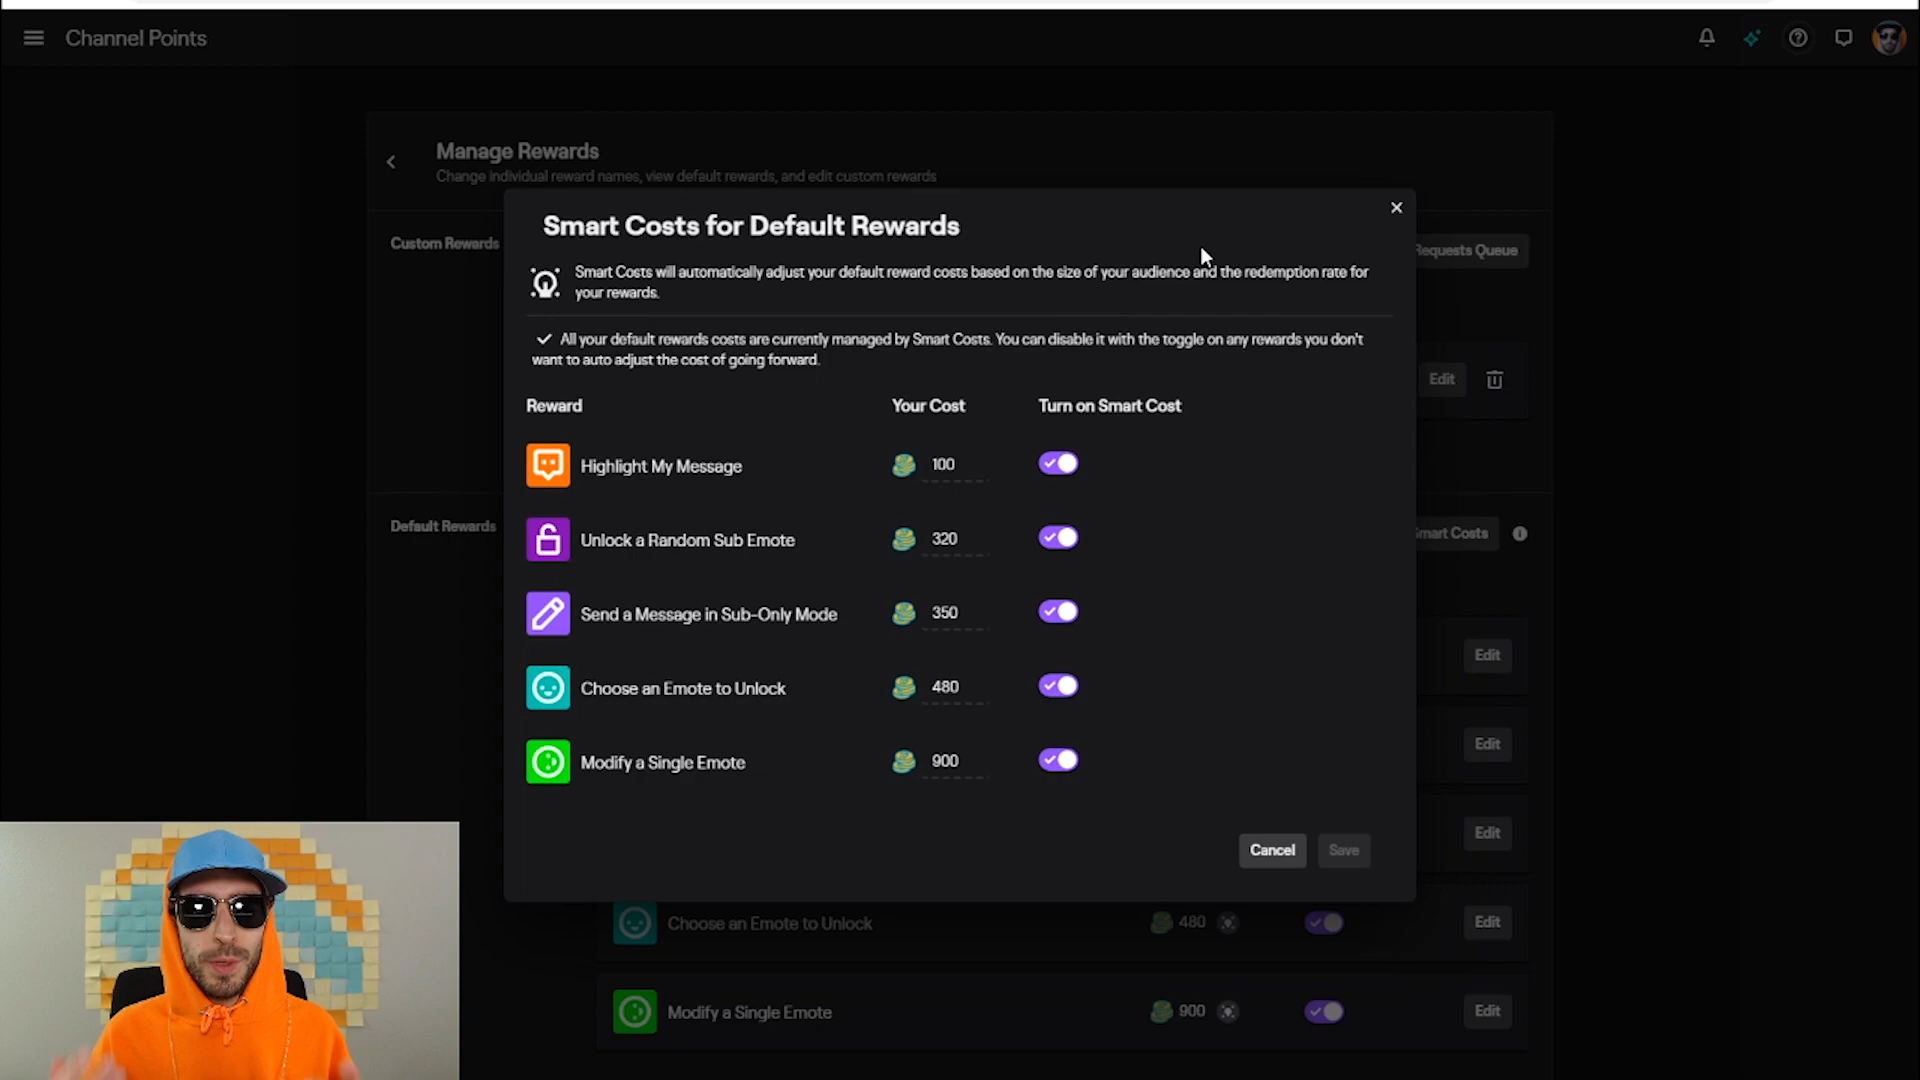 Channel Points
Manage Rewards
Change individual reward names, view default rewards, and edit custom rewards
Smart Costs for Default Rewards
Custom Rewards
Requests Queue
Smart Costs will automatically adjust your default reward costs based on the size of your audience and the redemption rate for
your rewards.
All your default rewards costs are currently managed by Smart Costs. You can disable it with the toggle on any rewards you don't
want to auto adjust the cost of going forward.
Edit
Reward Your Cost Turn on Smart Cost
Highlight My Message 100
Default Rewards
Smart Costs
Unlock a Random Sub Emote 320
Send a Message in Sub-Only Mode 350
Edit
Choose an Emote to Unlock 480
Edit
Modify a Single Emote 900
Edit
Cancel Save
Choose an Emote to Unlock 480 Edit
Modify a Single Emote 900 Edit